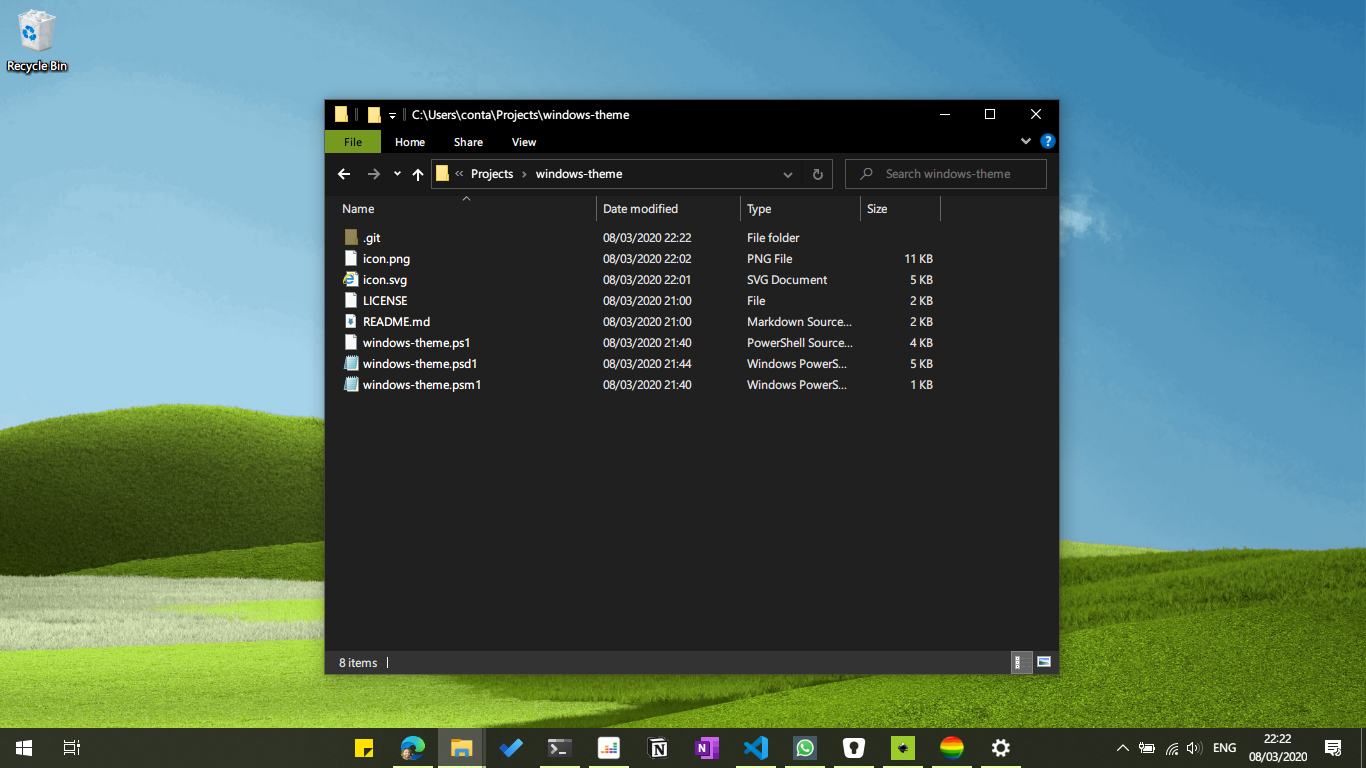 Recycle Bin
C:\Users\conta\Projects\windows-theme
File Home Share View
Projects windows-theme Search windows-theme
Name Date modified Type Size
.git 08/03/2020 22:22 File folder
icon.png 08/03/2020 22:02 PNG File 11 KB
icon.svg 08/03/2020 22:01 SVG Document 5 KB
LICENSE 08/03/2020 21:00 File 2 KB
README.md 08/03/2020 21:00 Markdown Source... 2 KB
windows-theme.ps1 08/03/2020 21:40 PowerShell Source... 4 KB
windows-theme.psd1 08/03/2020 21:44 Windows PowerS... 5 KB
windows-theme.psm1 08/03/2020 21:40 Windows PowerS... 1 KB
8 items
ENG 22:22
08/03/2020